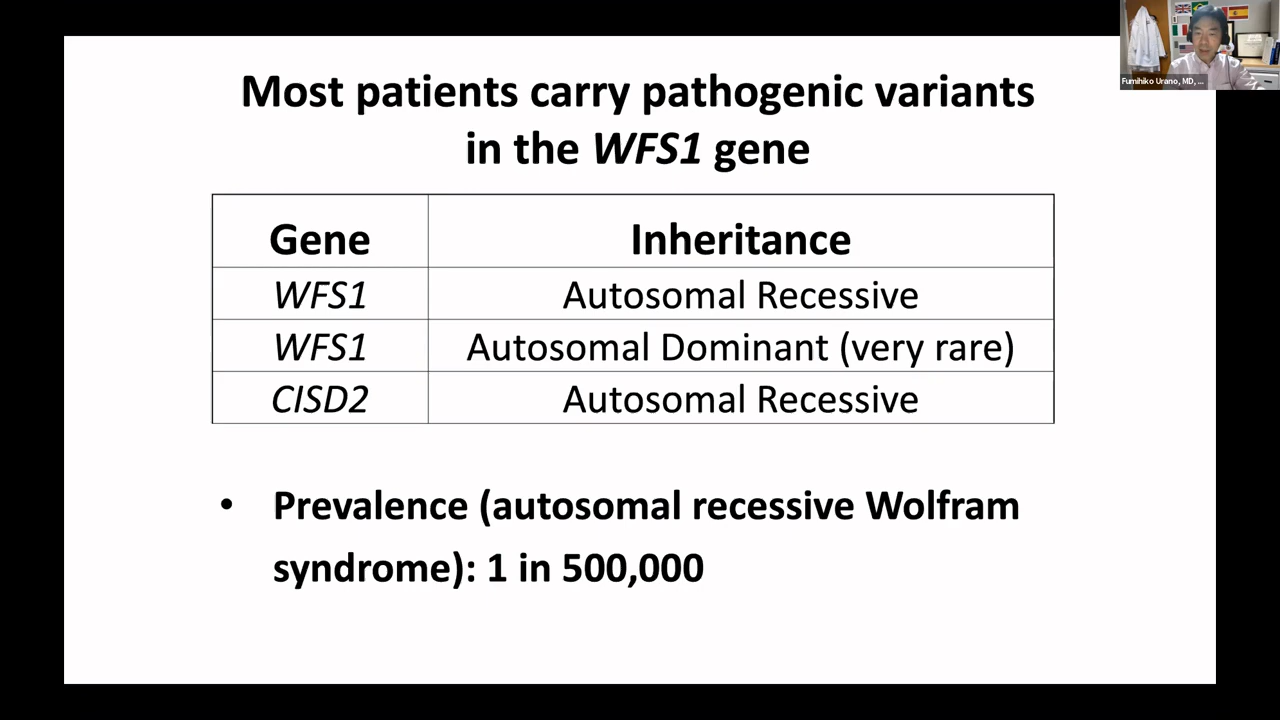 Most patients carry pathogenic variants
in the WFS1 gene
Gene Inheritance
WFS1 Autosomal Recessive
WFS1 Autosomal Dominant (very rare)
CISD2 Autosomal Recessive
• Prevalence (autosomal recessive Wolfram
syndrome): 1 in 500,000
Fumihiko Urano, MD, ...